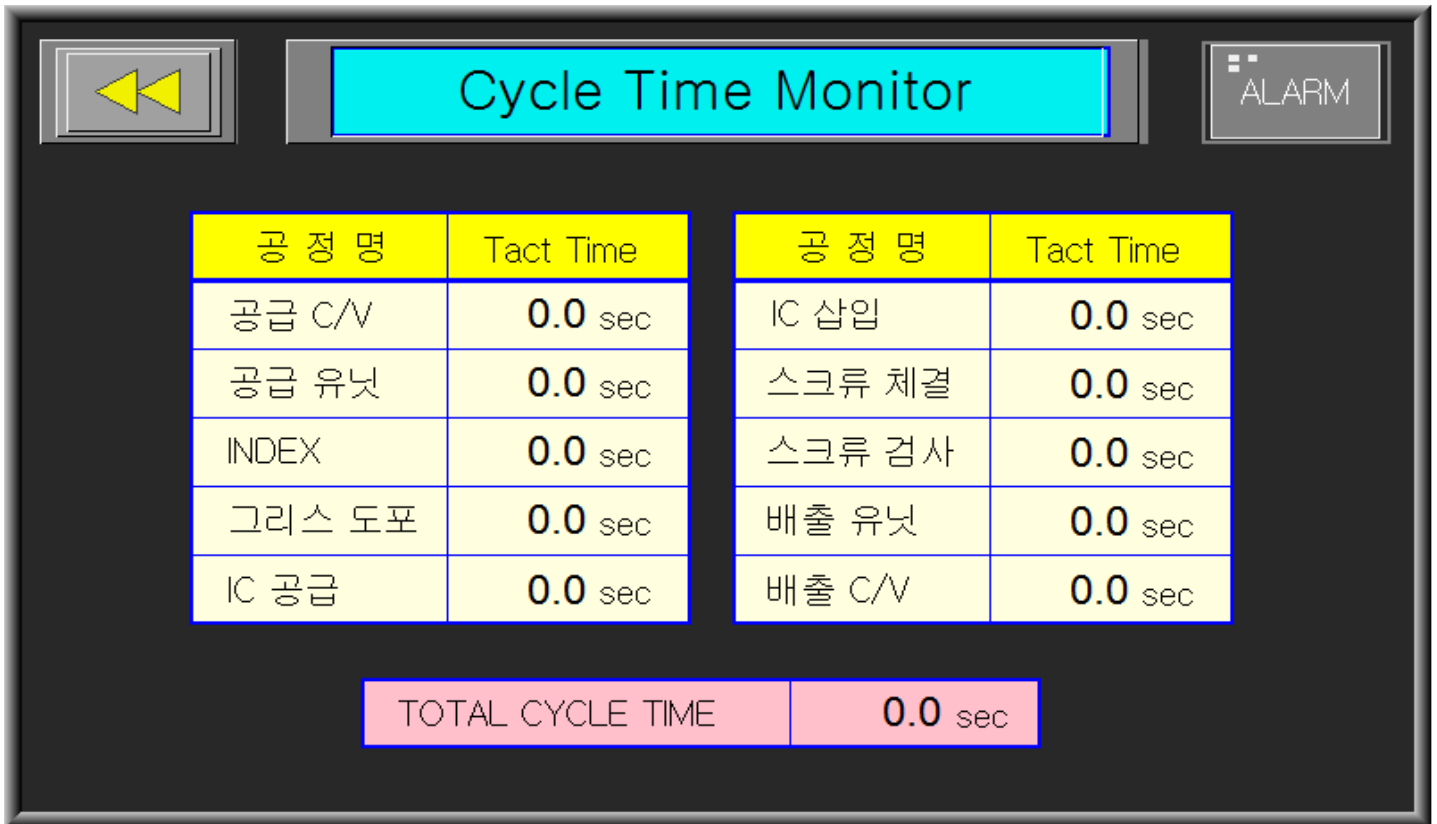 Cycle Time Monitor
ALARM
공 정 명 Tact Time
공급 C/V 0.0 sec
공급 유닛 0.0 sec
INDEX 0.0 sec
그리스 도포 0.0 sec
IC 공급 0.0 sec
공 정 명 Tact Time
IC 삽입 0.0 sec
스크류 체결 0.0 sec
스크류 검사 0.0 sec
배출 유닛 0.0 sec
배출 C/V 0.0 sec
TOTAL CYCLE TIME 0.0 sec